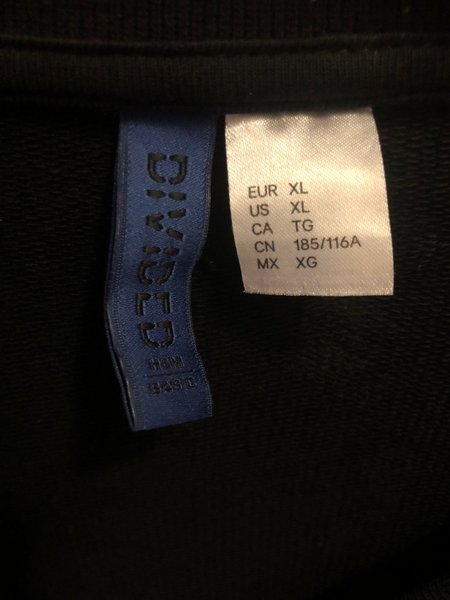 DIVIDED
H&M
BASIC
EUR XL
US XL
CA TG
CN 185/116A
MX XG